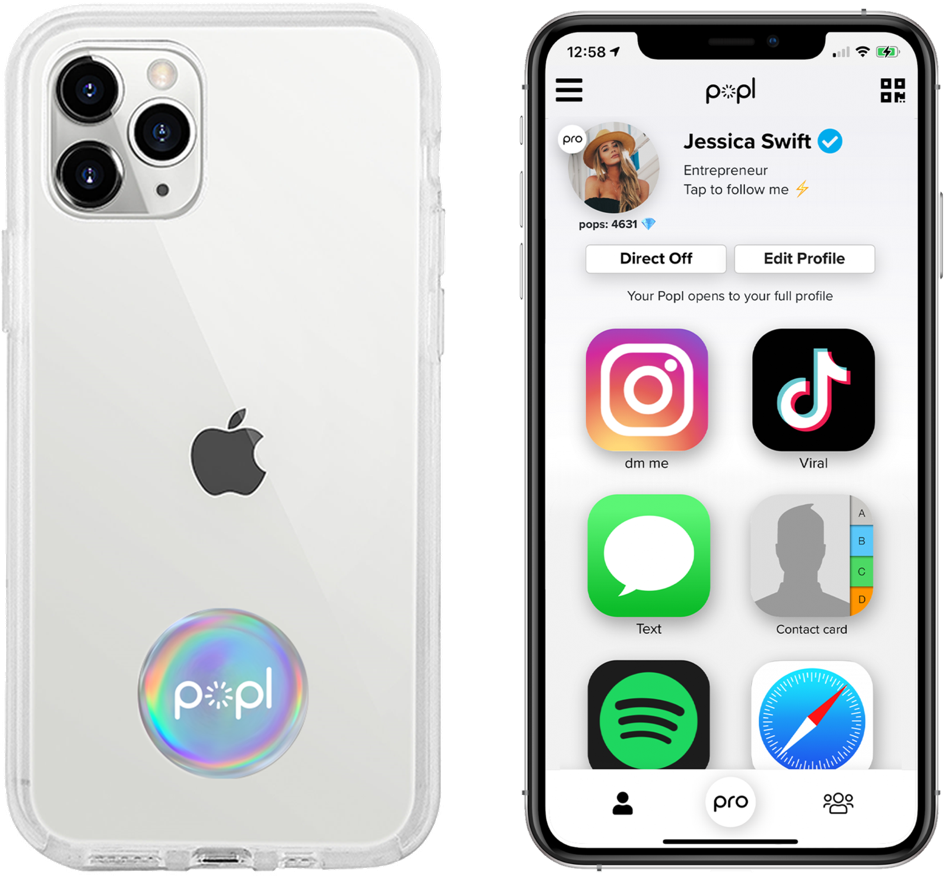 popl
12:58
popl
pro
Jessica Swift
Entrepreneur
Tap to follow me ⚡
pops: 4631 💎
Direct Off
Edit Profile
Your Popl opens to your full profile
dm me
Viral
A
B
C
D
Text
Contact card
pro